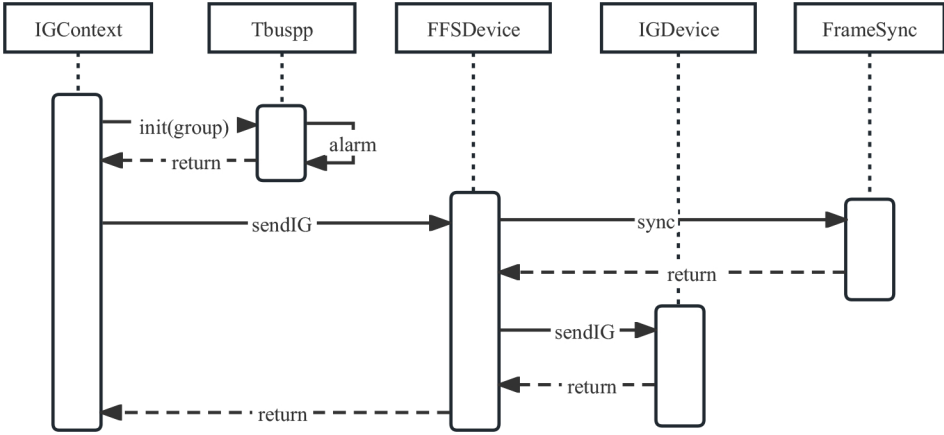 IGContext
Tbuspp
FFSDevice
IGDevice
FrameSync
init(group)
alarm
return
sendIG
sync
return
sendIG
return
return